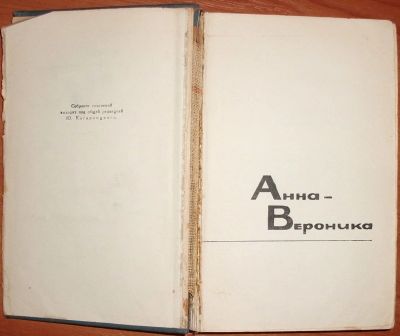 Собрание сочинений
выходит под общей редакцией
Ю. Кагарлицкого.
Анна–
Вероника